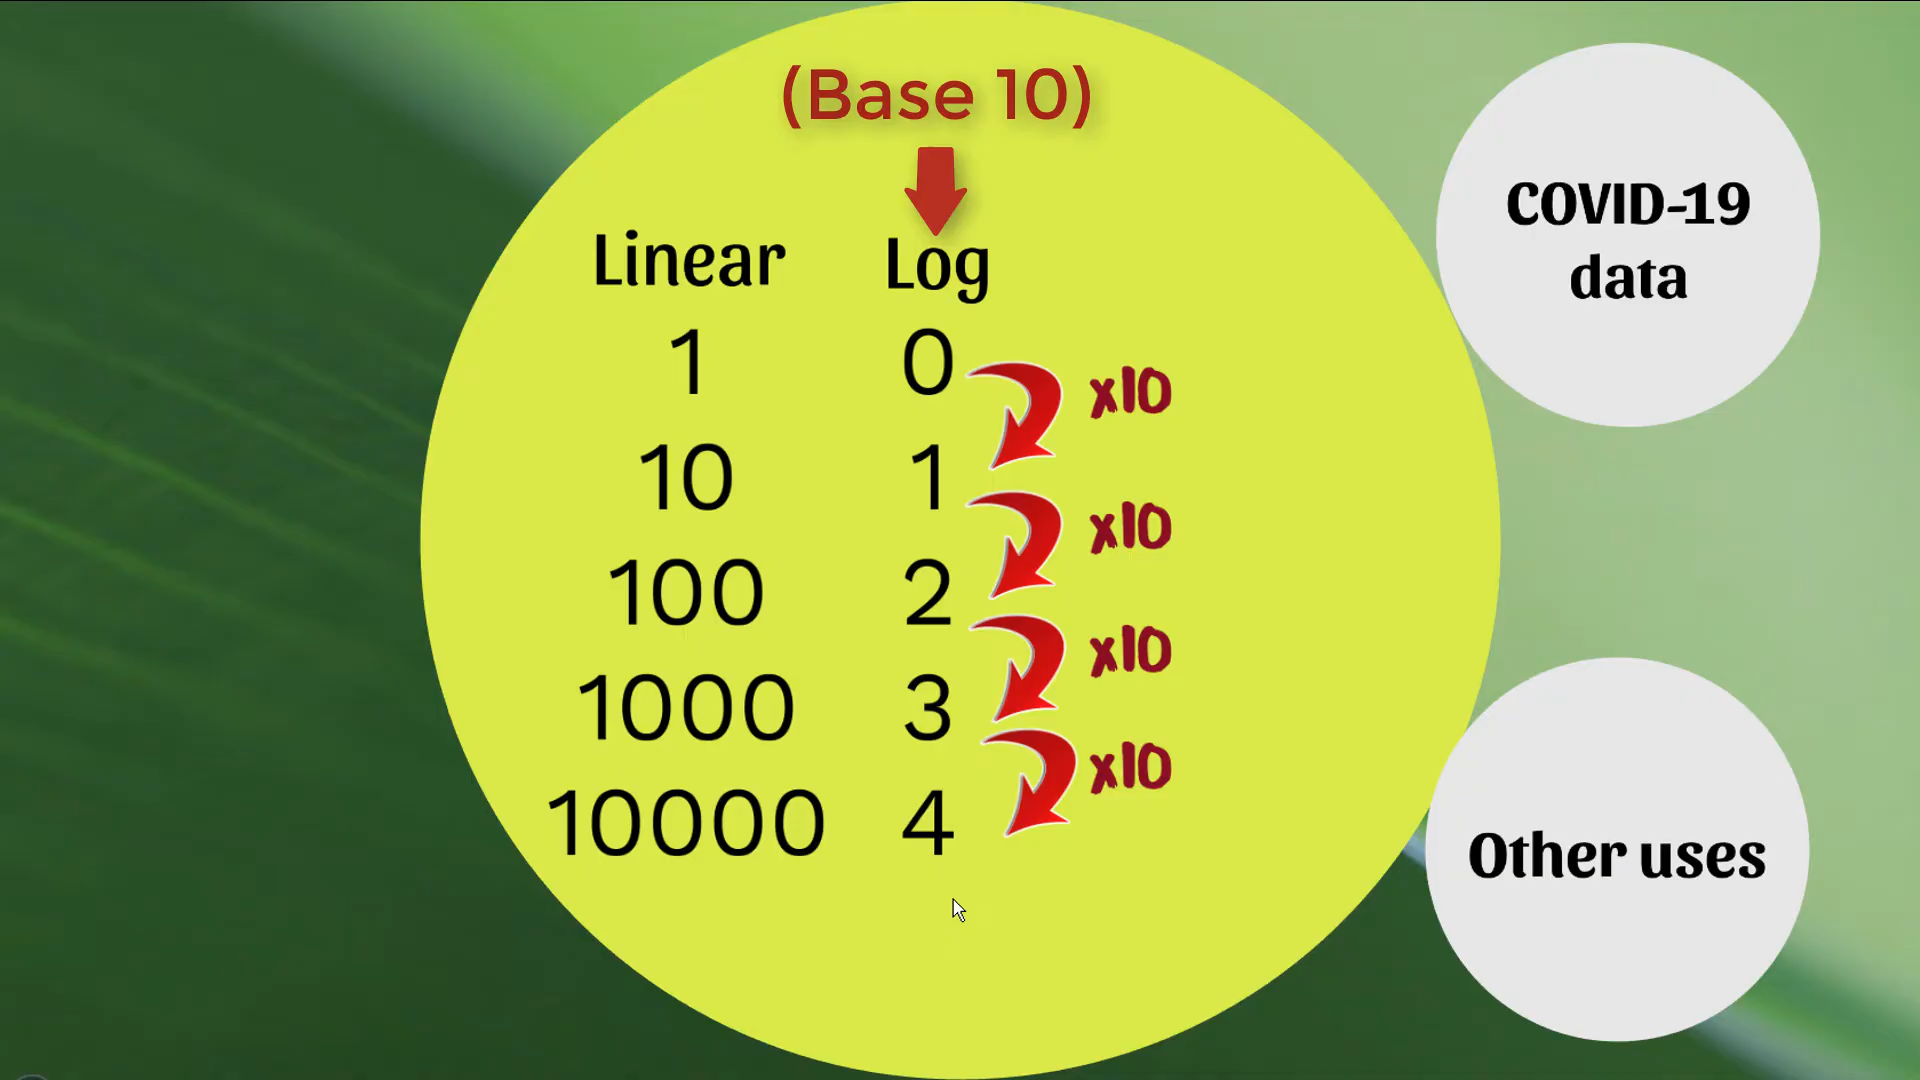 (Base 10)
Linear Log
1 0
x10
10 1
x10
100 2
x10
1000 3
x10
10000 4
COVID-19
data
Other uses